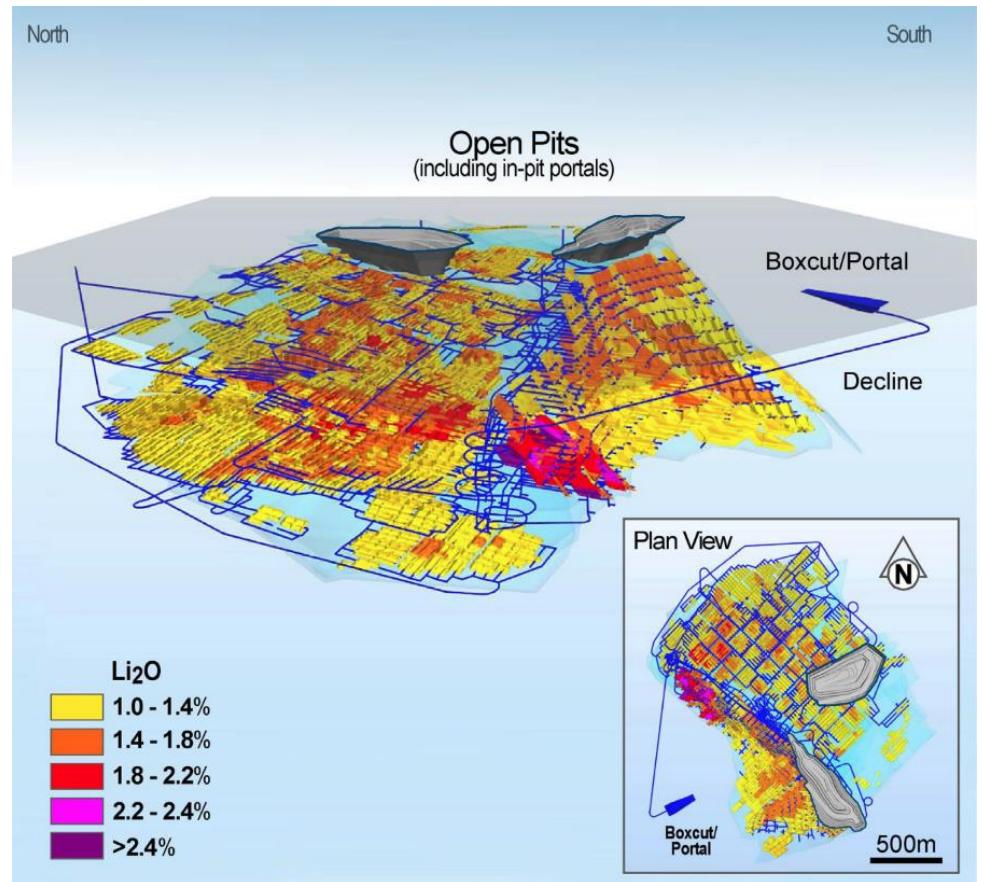 North
South
Open Pits
(including in-pit portals)
Boxcut/Portal
Decline
Plan View
N
Boxcut/
Portal
500m
Li₂O
1.0 - 1.4%
1.4 - 1.8%
1.8 - 2.2%
2.2 - 2.4%
>2.4%